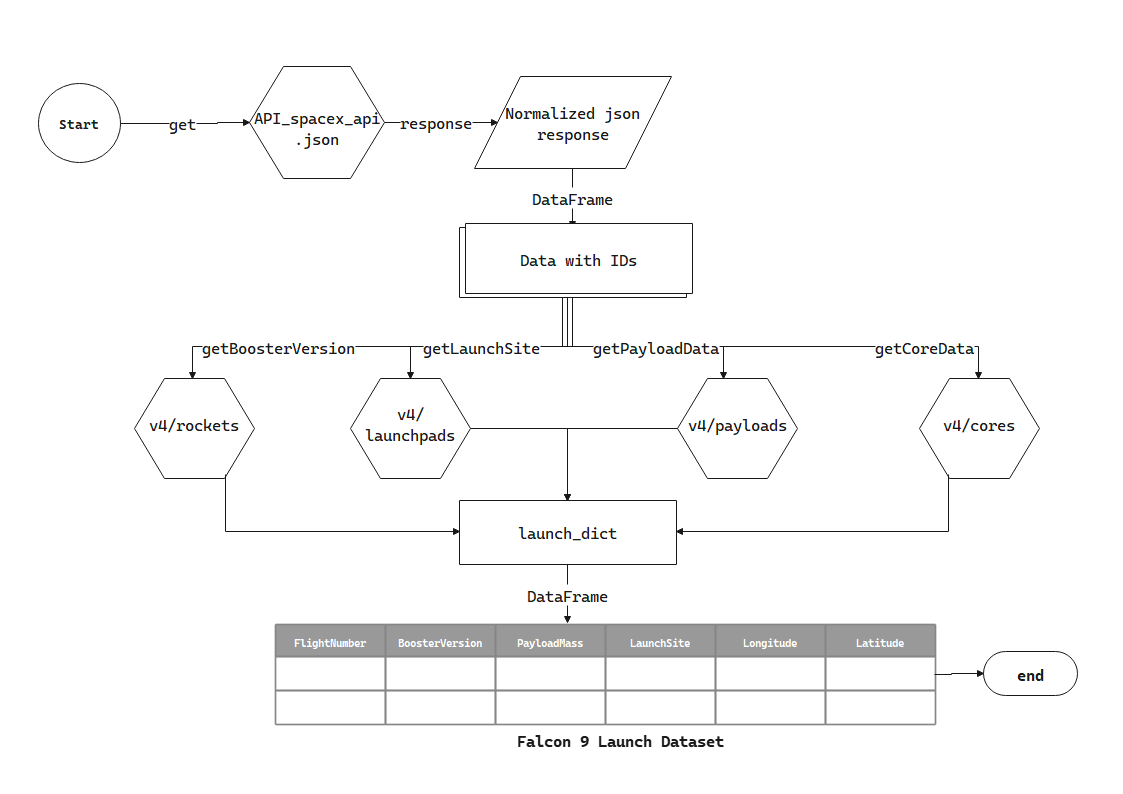 Start
get
API_spacex_api
.json
response
Normalized json
response
DataFrame
Data with IDs
getBoosterVersion
getLaunchSite
getPayloadData
getCoreData
v4/rockets
v4/
launchpads
v4/payloads
v4/cores
launch_dict
DataFrame
FlightNumber BoosterVersion PayloadMass LaunchSite Longitude Latitude
end
Falcon 9 Launch Dataset